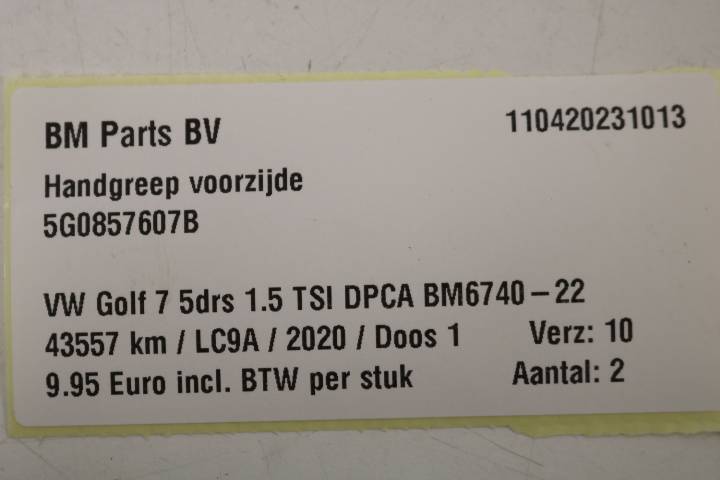 BM Parts BV 110420231013
Handgreep voorzijde
5G0857607B
VW Golf 7 5drs 1.5 TSI DPCA BM6740-22
43557 km / LC9A / 2020 / Doos 1 Verz: 10
9.95 Euro incl. BTW per stuk Aantal: 2